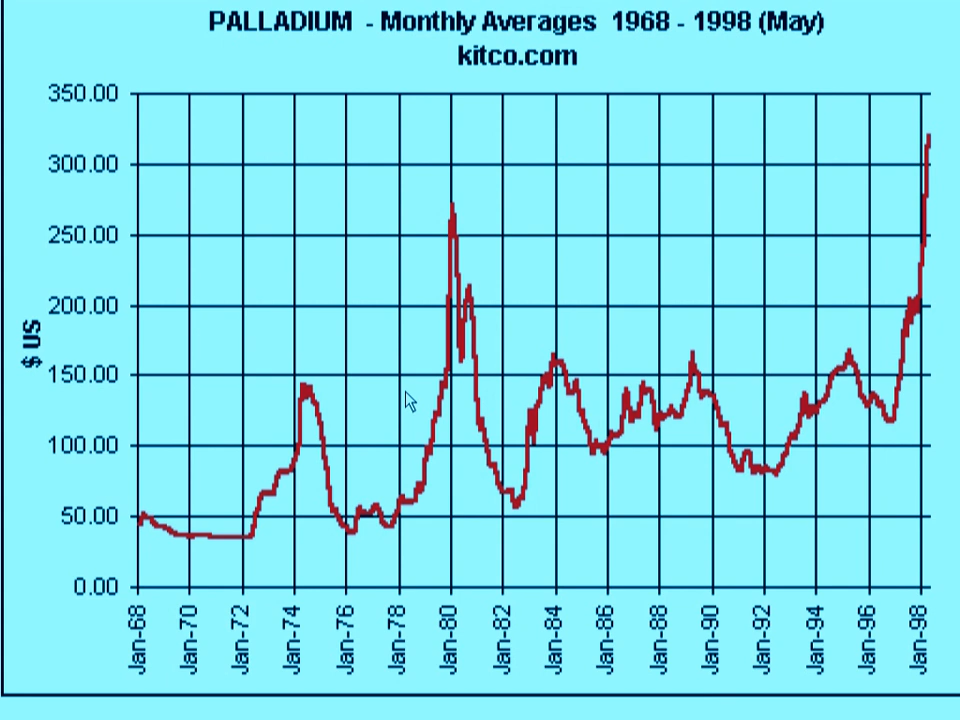 PALLADIUM - Monthly Averages 1968 - 1998 (May)
kitco.com
350.00
300.00
250.00
200.00
150.00
100.00
50.00
0.00
$ US
Jan-68
Jan-70
Jan-72
Jan-74
Jan-76
Jan-78
Jan-80
Jan-82
Jan-84
Jan-86
Jan-88
Jan-90
Jan-92
Jan-94
Jan-96
Jan-98